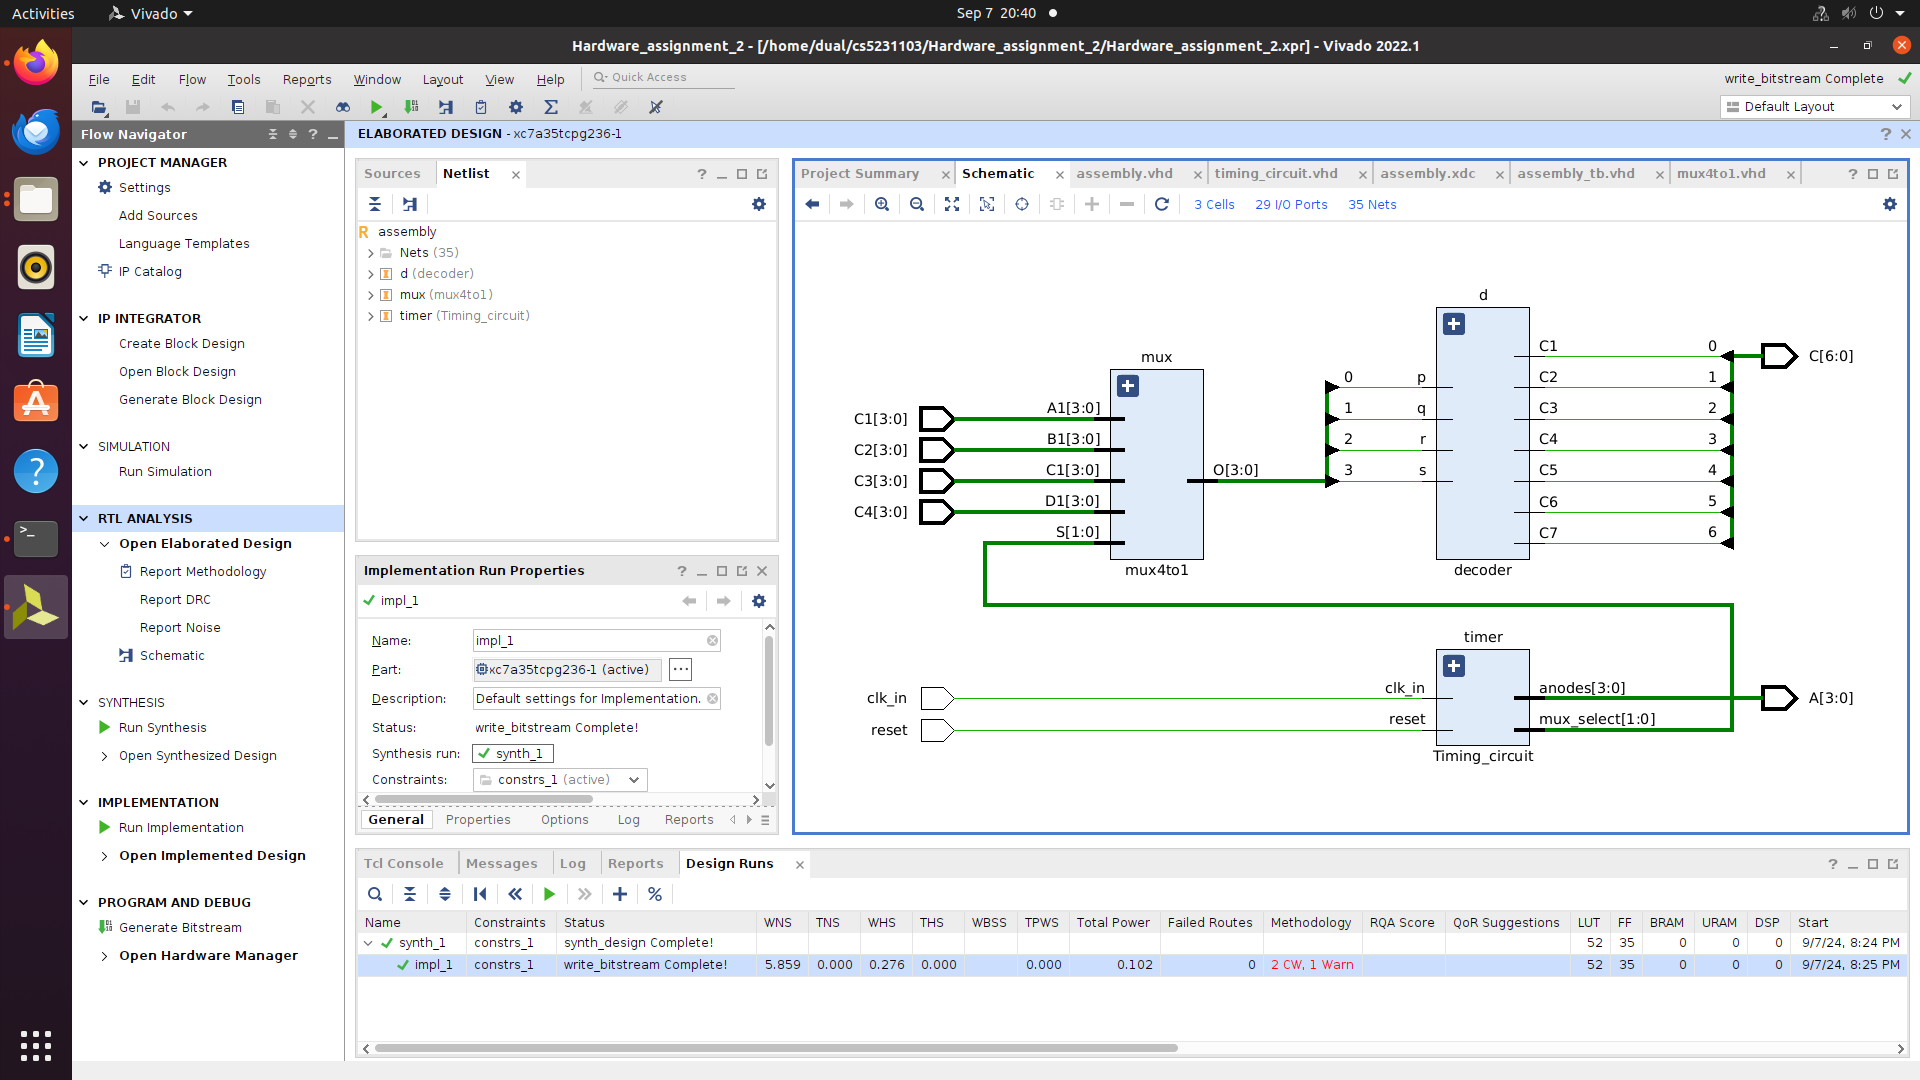 Activities
Vivado
Sep 7 20:40
Hardware_assignment_2 - [/home/dual/cs5231103/Hardware_assignment_2/Hardware_assignment_2.xpr] - Vivado 2022.1
File Edit Flow Tools Reports Window Layout View Help Quick Access
write_bitstream Complete
Default Layout
Flow Navigator
PROJECT MANAGER
Settings
Add Sources
Language Templates
IP Catalog
IP INTEGRATOR
Create Block Design
Open Block Design
Generate Block Design
SIMULATION
Run Simulation
RTL ANALYSIS
Open Elaborated Design
Report Methodology
Report DRC
Report Noise
Schematic
SYNTHESIS
Run Synthesis
Open Synthesized Design
IMPLEMENTATION
Run Implementation
Open Implemented Design
PROGRAM AND DEBUG
Generate Bitstream
Open Hardware Manager
ELABORATED DESIGN - xc7a35tcpg236-1
Sources Netlist
assembly
Nets (35)
d (decoder)
mux (mux4to1)
timer (Timing_circuit)
Implementation Run Properties
impl_1
Name: impl_1
Part: xc7a35tcpg236-1 (active)
Description: Default settings for Implementation.
Status: write_bitstream Complete!
Synthesis run: synth_1
Constraints: constrs_1 (active)
General Properties Options Log Reports
Project Summary Schematic assembly.vhd timing_circuit.vhd assembly.xdc assembly_tb.vhd mux4to1.vhd
3 Cells 29 I/O Ports 35 Nets
d
mux
C1[3:0] A1[3:0]
C2[3:0] B1[3:0]
C3[3:0] C1[3:0]
C4[3:0] D1[3:0]
S[1:0]
O[3:0]
mux4to1
0 p
1 q
2 r
3 s
C1 0
C2 1
C3 2
C4 3
C5 4
C6 5
C7 6
C[6:0]
decoder
timer
clk_in clk_in anodes[3:0] A[3:0]
reset reset mux_select[1:0]
Timing_circuit
Tcl Console Messages Log Reports Design Runs
Name Constraints Status WNS TNS WHS THS WBSS TPWS Total Power Failed Routes Methodology RQA Score QoR Suggestions LUT FF BRAM URAM DSP Start
synth_1 constrs_1 synth_design Complete! 52 35 0 0 0 9/7/24, 8:24 PM
impl_1 constrs_1 write_bitstream Complete! 5.859 0.000 0.276 0.000 0.000 0.102 0 2 CW, 1 Warn 52 35 0 0 0 9/7/24, 8:25 PM